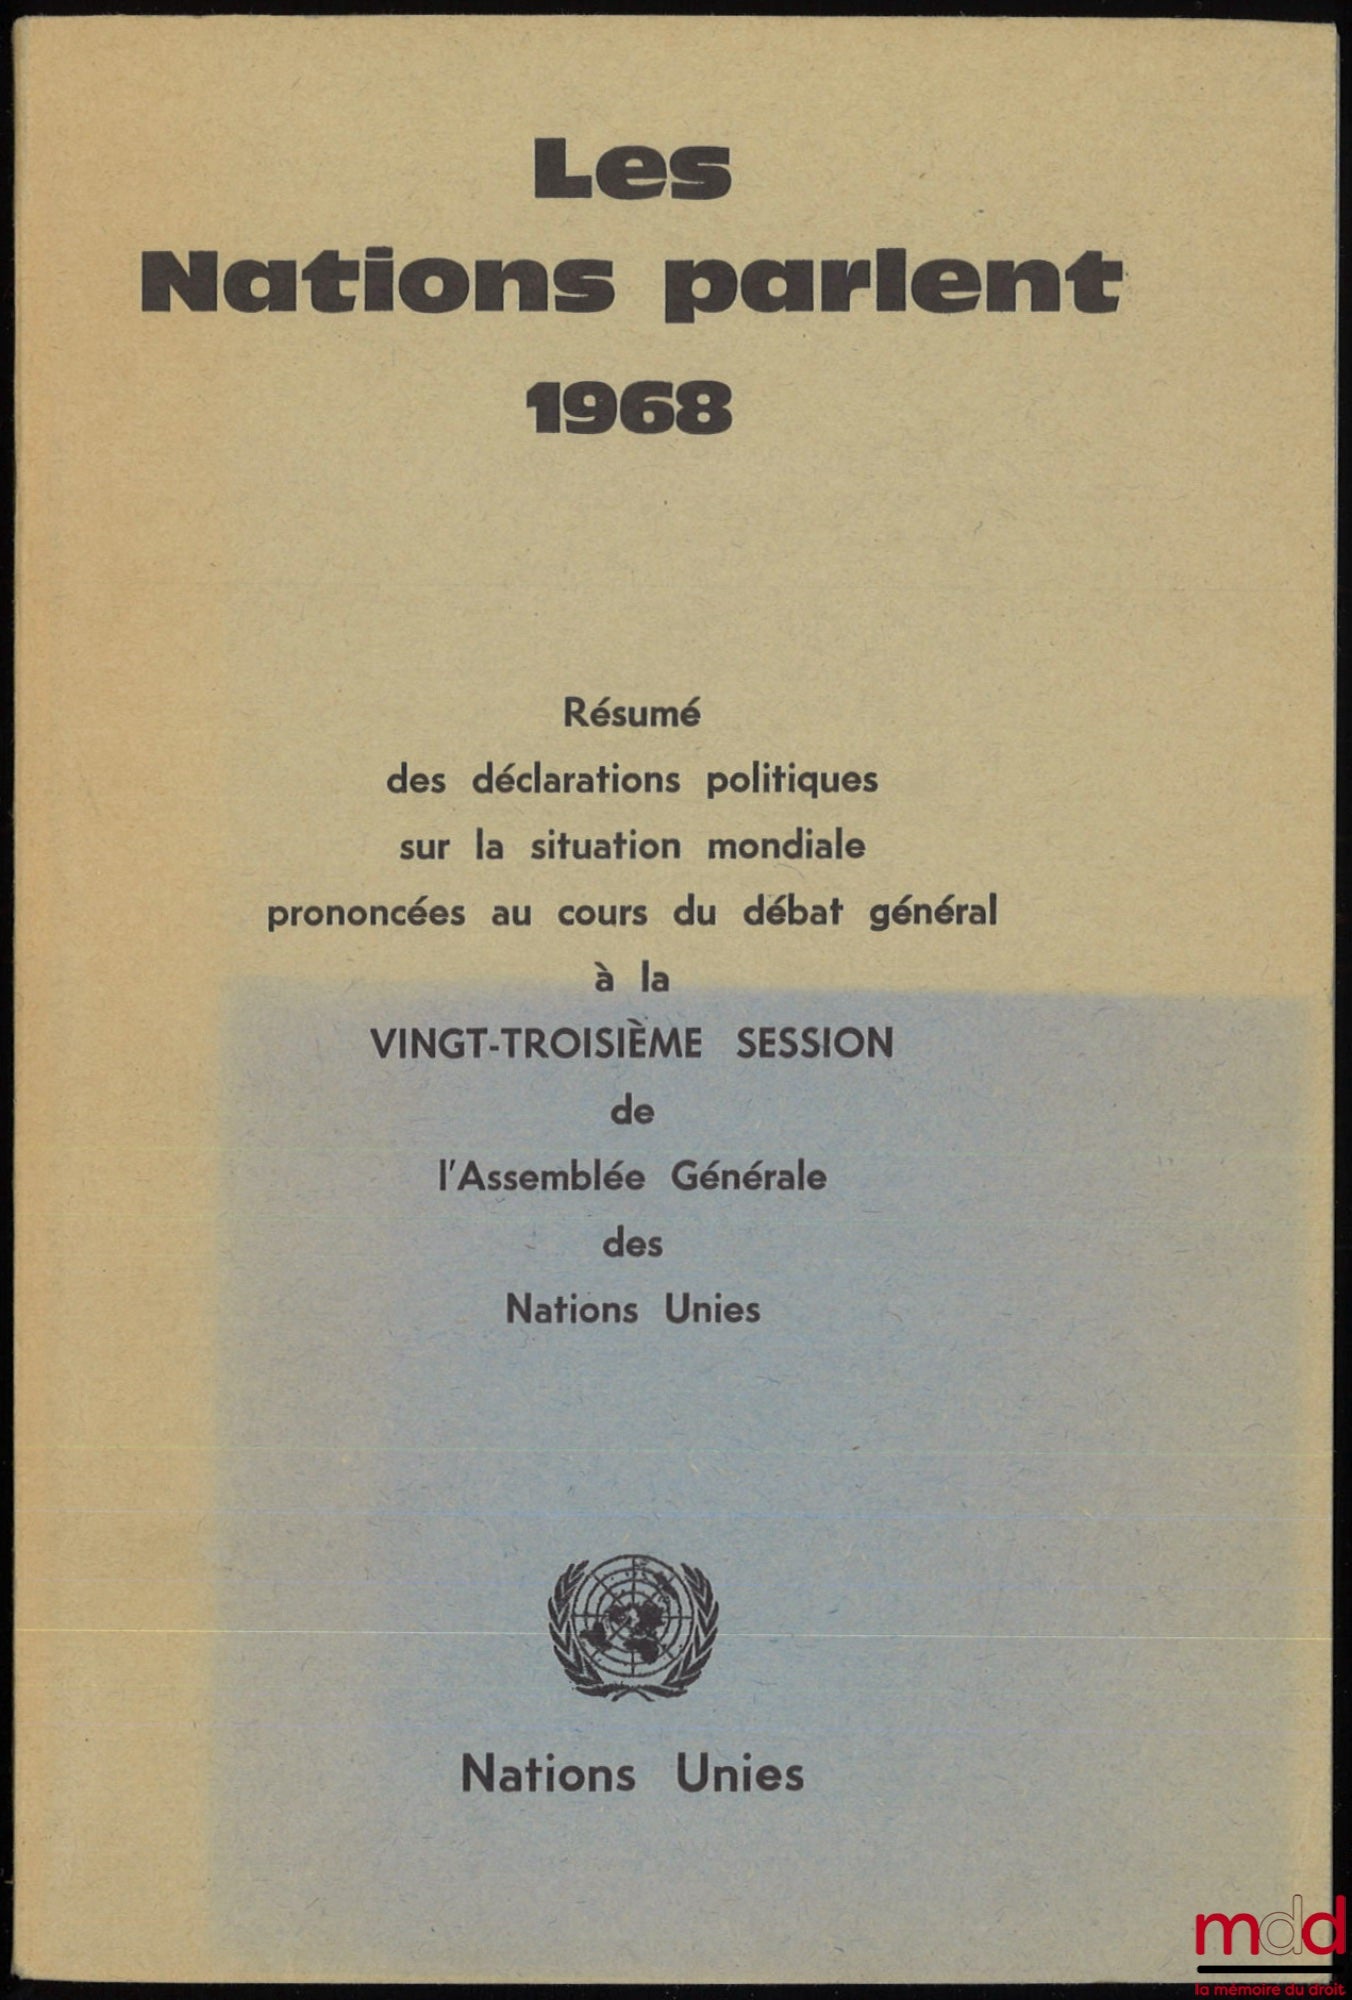 Les
Nations parlent
1968
Résumé
des déclarations politiques
sur la situation mondiale
prononcées au cours du débat général
à la
VINGT-TROISIÈME SESSION
de
l'Assemblée Générale
des
Nations Unies
Nations Unies
mdd
la mémoire du droit